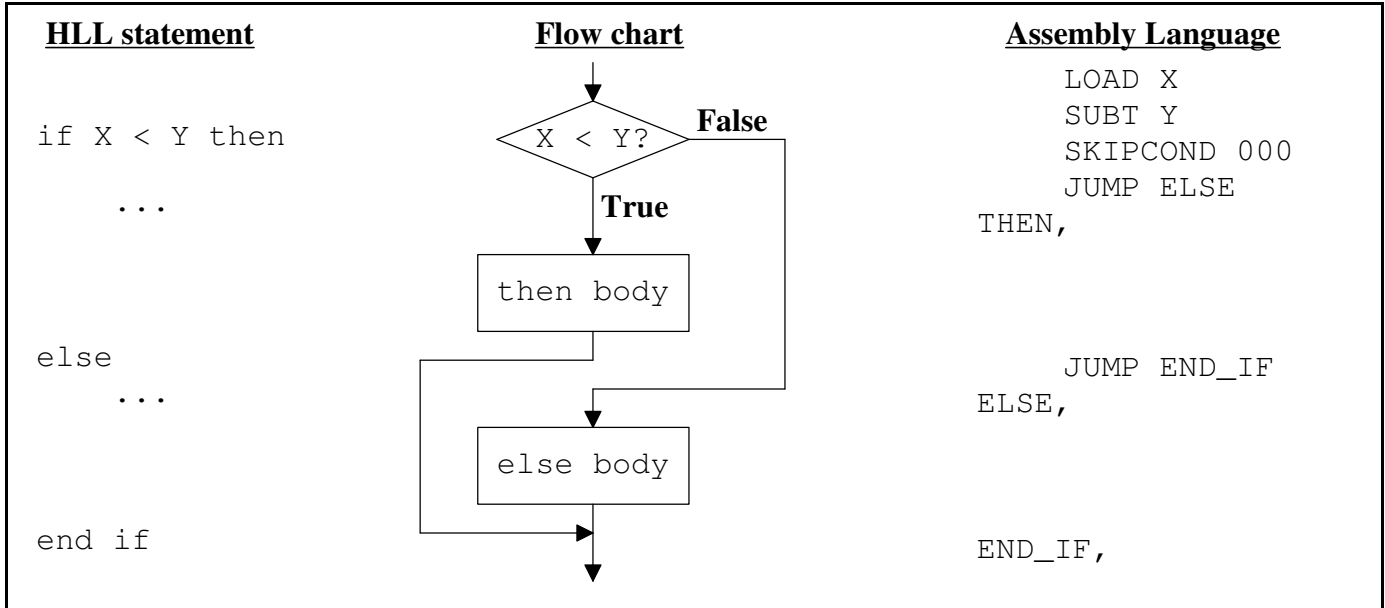 HLL statement
if X < Y then
...
else
...
end if
Flow chart
X < Y?
False
True
then body
else body
Assembly Language
LOAD X
SUBT Y
SKIPCOND 000
JUMP ELSE
THEN,
JUMP END_IF
ELSE,
END_IF,